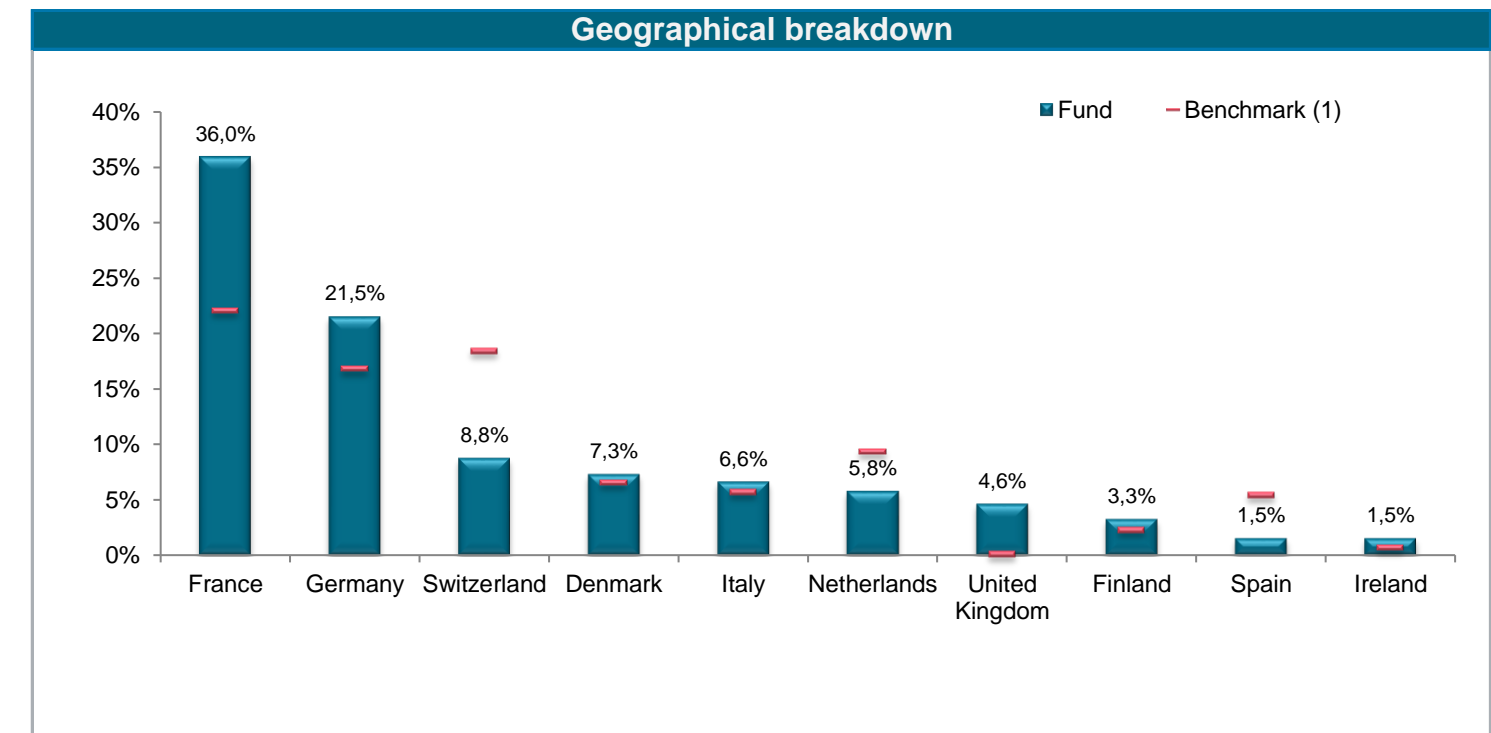 Geographical breakdown
Fund
Benchmark (1)
40%
35%
30%
25%
20%
15%
10%
5%
0%
36,0%
21,5%
8,8%
7,3%
6,6%
5,8%
4,6%
3,3%
1,5%
1,5%
France
Germany
Switzerland
Denmark
Italy
Netherlands
United
Kingdom
Finland
Spain
Ireland